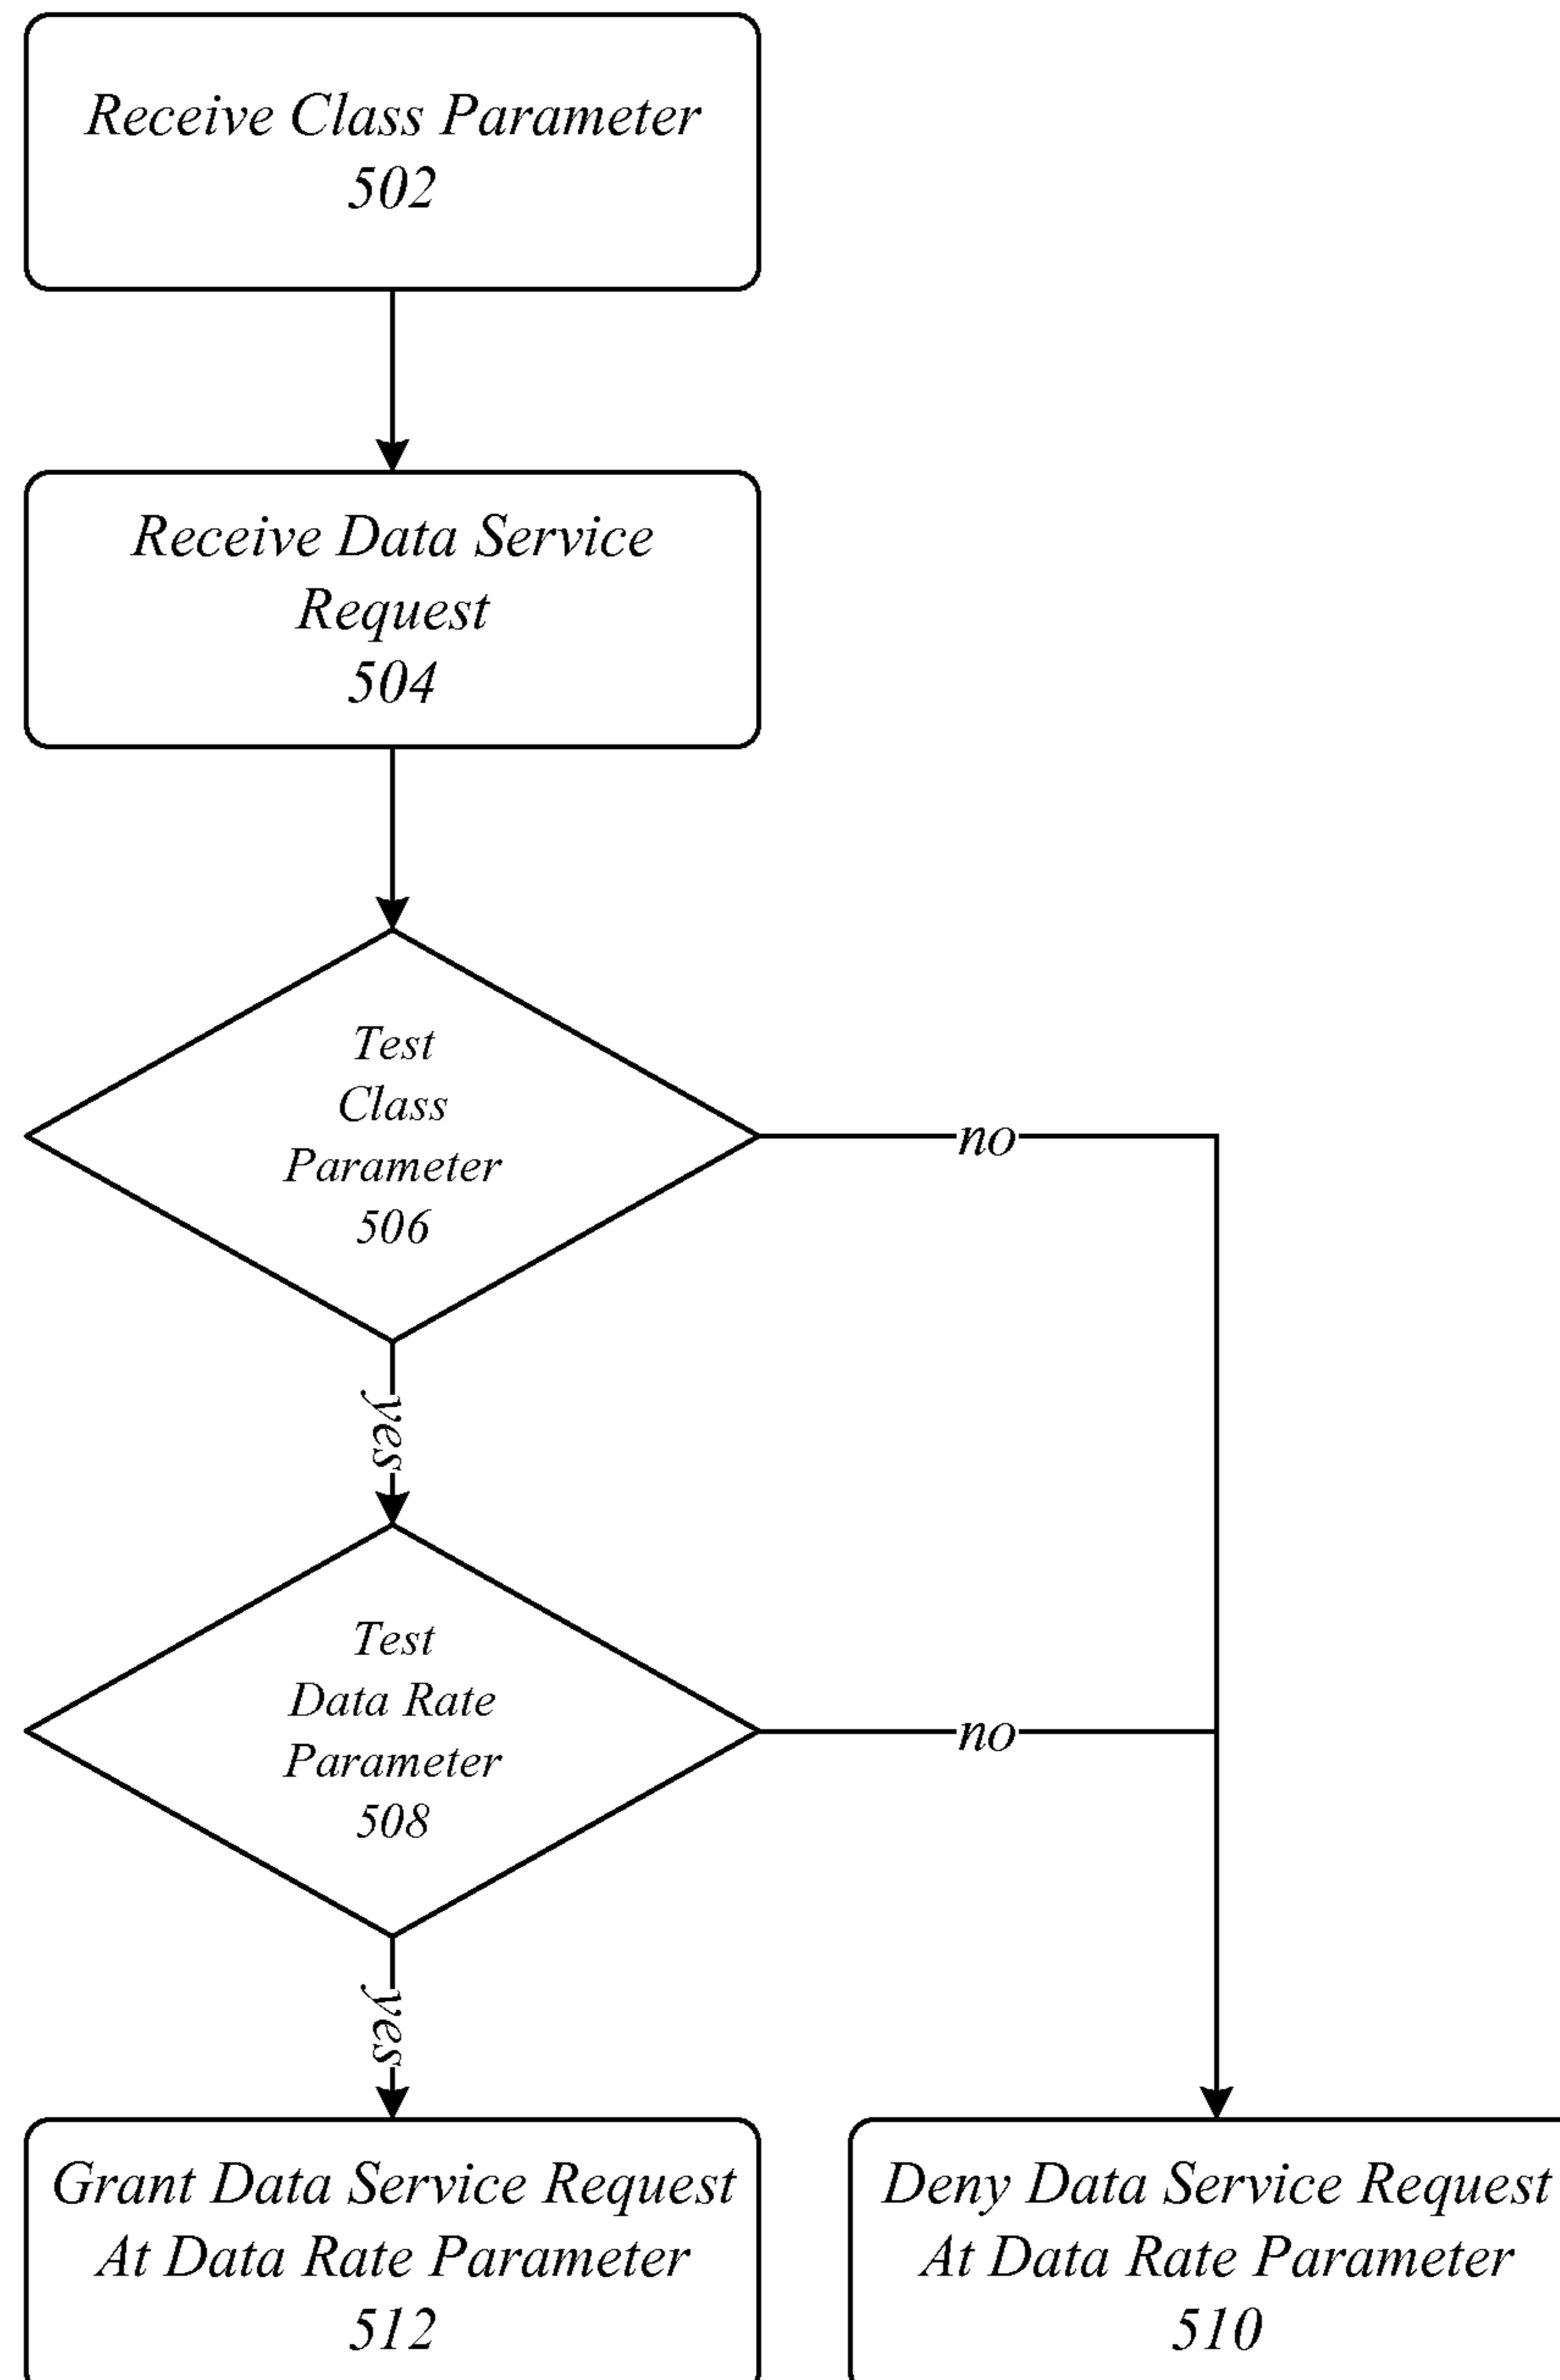 Receive Class Parameter
502
Receive Data Service
Request
504
Test
Class
Parameter
506
no
yes
Test
Data Rate
Parameter
508
no
yes
Grant Data Service Request
At Data Rate Parameter
512
Deny Data Service Request
At Data Rate Parameter
510